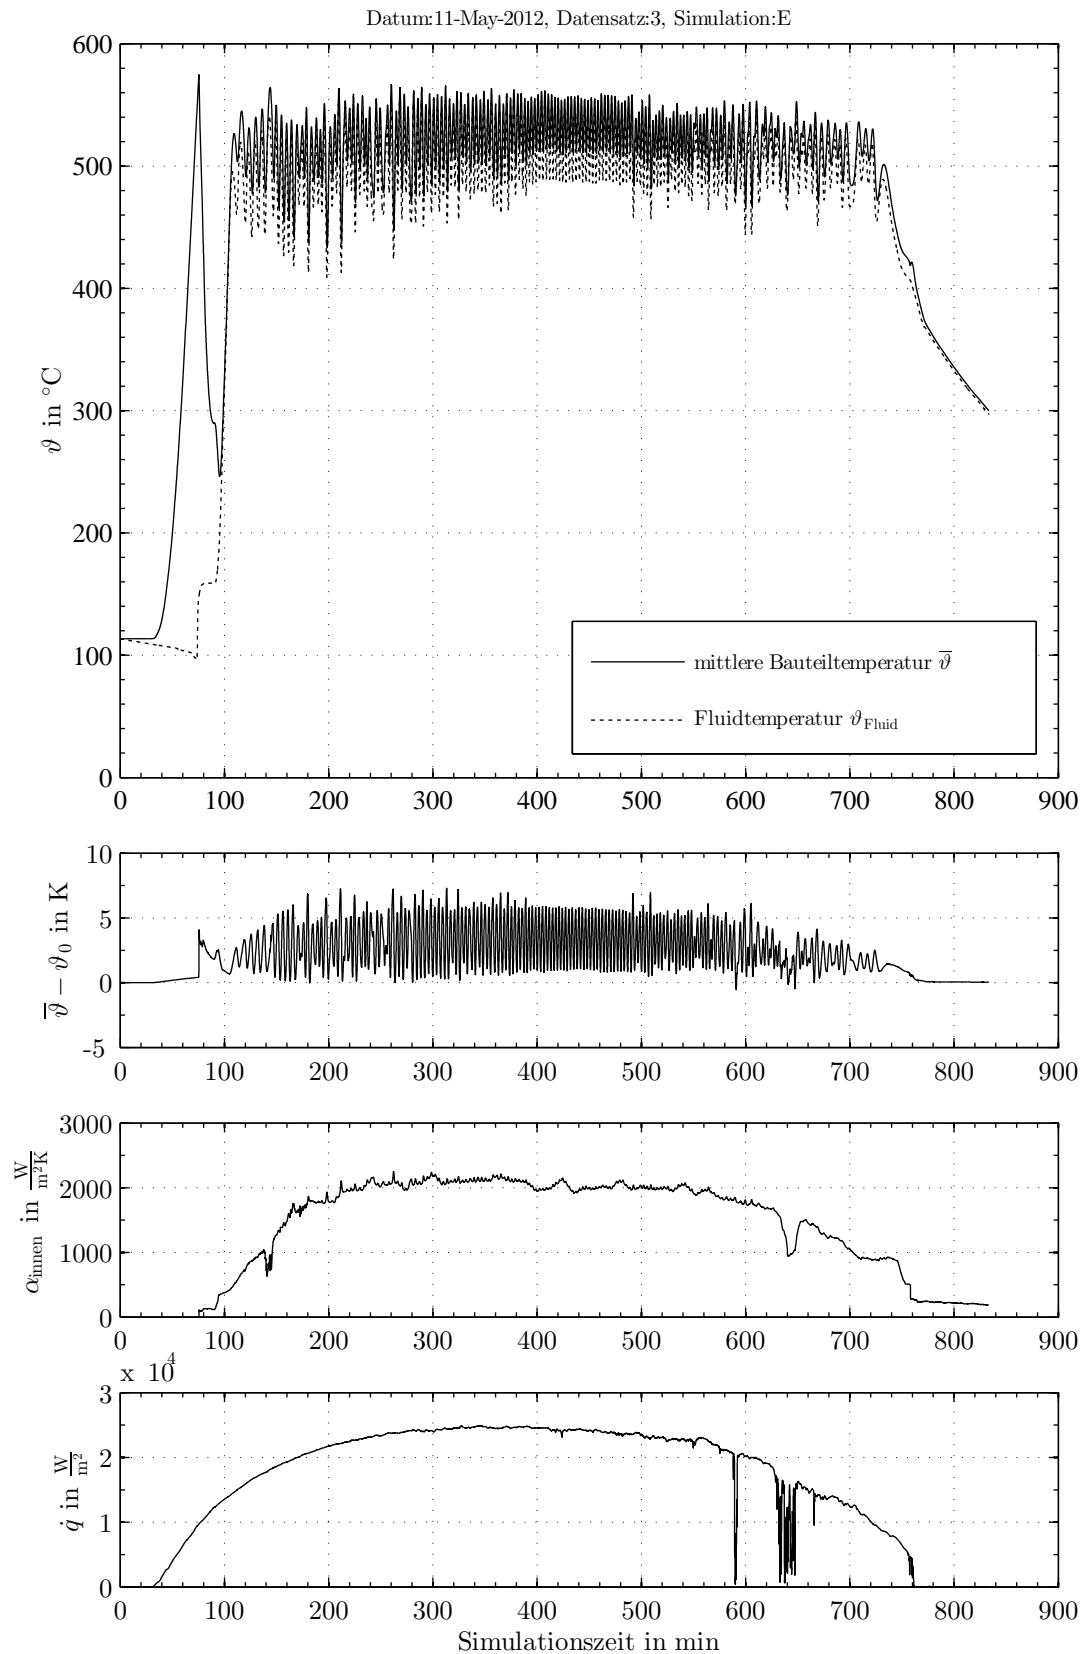 Datum:11-May-2012, Datensatz:3, Simulation:E
600
500
400
300
200
100
0
ϑ in °C
mittlere Bauteiltemperatur ϑ̅
Fluidtemperatur ϑ_Fluid
0 100 200 300 400 500 600 700 800 900
10
5
0
-5
ϑ̅ − ϑ₀ in K
0 100 200 300 400 500 600 700 800 900
3000
2000
1000
0
α_innen in W/m²K
0 100 200 300 400 500 600 700 800 900
x 10⁴
3
2
1
0
q̇ in W/m²
0 100 200 300 400 500 600 700 800 900
Simulationszeit in min